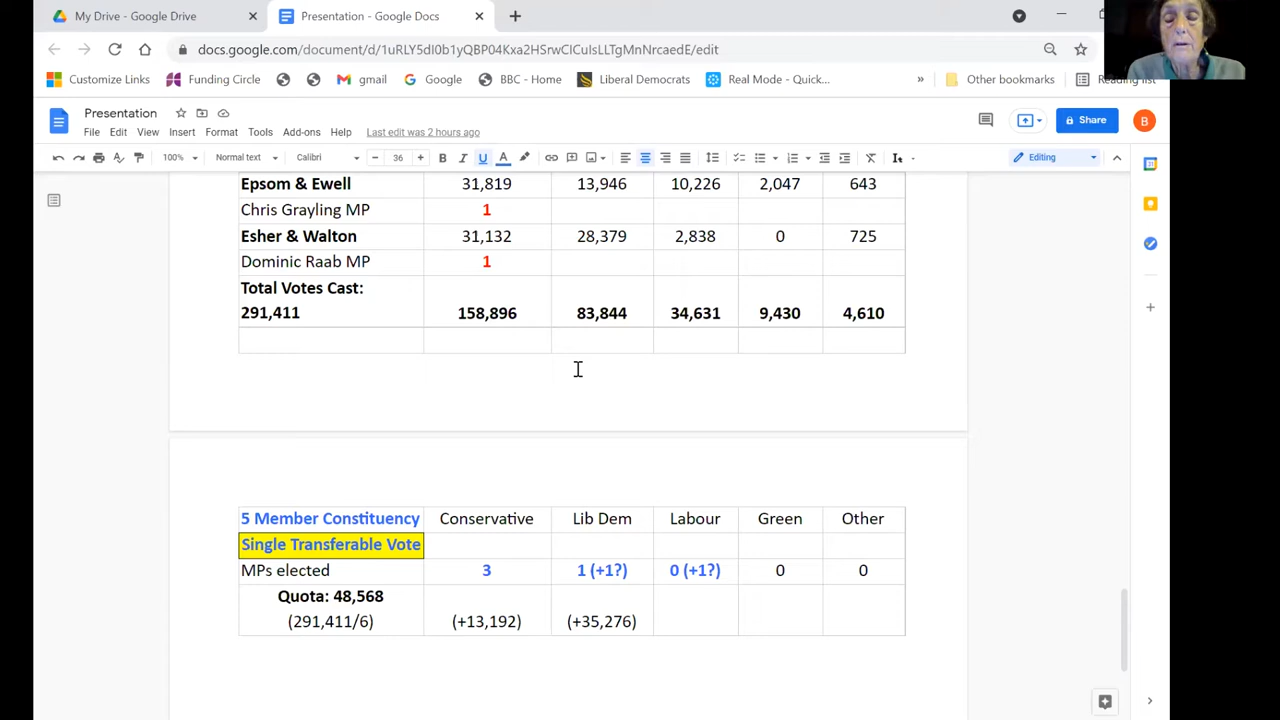 My Drive - Google Drive
Presentation - Google Docs
docs.google.com/document/d/1uRLY5dI0b1yQBP04Kxa2HSrwClCuIsLLTgMnNrcaedE/edit
Customize Links Funding Circle gmail Google BBC - Home Liberal Democrats Real Mode - Quick... » Other bookmarks Reading list
Presentation
File Edit View Insert Format Tools Add-ons Help Last edit was 2 hours ago
Share
B
100% Normal text Calibri 36 B I U A Editing
Epsom & Ewell 31,819 13,946 10,226 2,047 643
Chris Grayling MP 1
Esher & Walton 31,132 28,379 2,838 0 725
Dominic Raab MP 1
Total Votes Cast:
291,411 158,896 83,844 34,631 9,430 4,610
5 Member Constituency Conservative Lib Dem Labour Green Other
Single Transferable Vote
MPs elected 3 1 (+1?) 0 (+1?) 0 0
Quota: 48,568
(291,411/6) (+13,192) (+35,276)